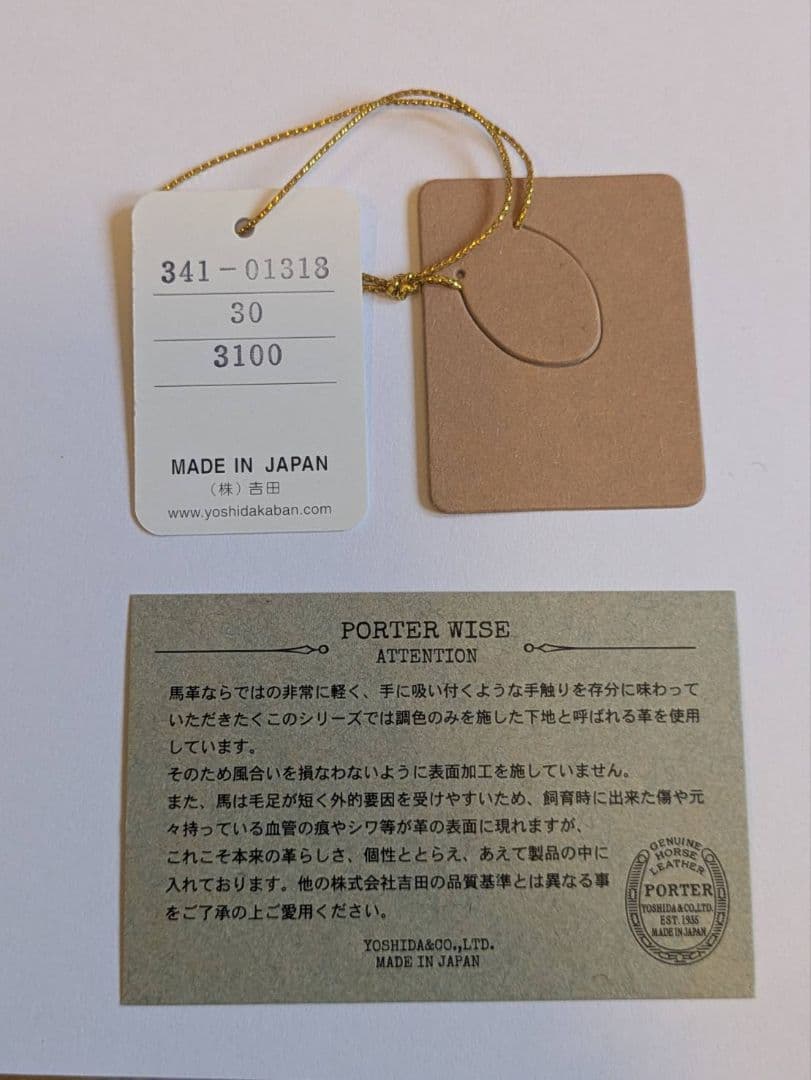 341-01318
30
3100
MADE IN JAPAN
(株)吉田
www.yoshidakaban.com
PORTER WISE
ATTENTION
馬革ならではの非常に軽く、手に吸い付くような手触りを存分に味わって
いただきたくこのシリーズでは調色のみを施した下地と呼ばれる革を使用
しています。
そのため風合いを損なわないように表面加工を施していません。
また、馬は毛足が短く外的要因を受けやすいため、飼育時に出来た傷や元
々持っている血管の痕やシワ等が革の表面に現れますが、
これこそ本来の革らしさ、個性ととらえ、あえて製品の中に
入れております。他の株式会社吉田の品質基準とは異なる事
をご了承の上ご愛用ください。
YOSHIDA&CO.,LTD.
MADE IN JAPAN
GENUINE
HORSE
LEATHER
PORTER
YOSHIDA & CO.,LTD.
EST. 1935
MADE IN JAPAN